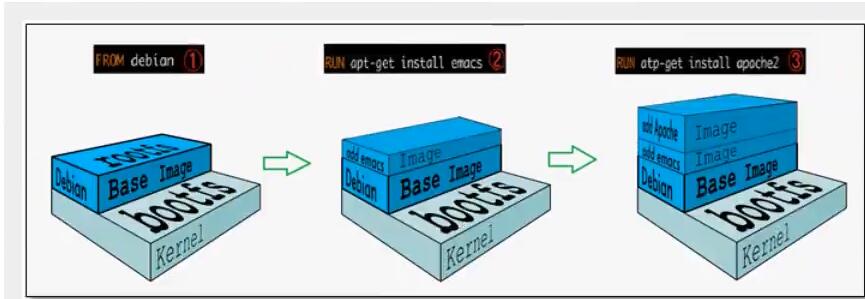 FROM debian ①
RUN apt-get install emacs ②
RUN atp-get install apache2 ③
rootfs
Debian Base Image
bootfs
Kernel
add emacs Image
Debian Base Image
bootfs
Kernel
add Apache Image
add emacs Image
Debian Base Image
bootfs
Kernel